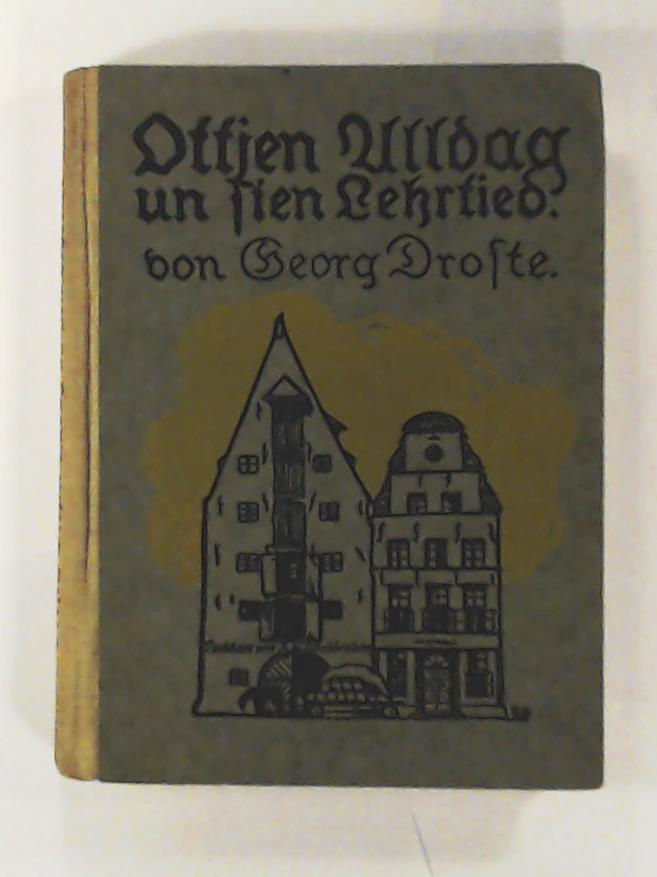 Ottjen Alldag
un ſien Lehrtied.
von Georg Droſte.